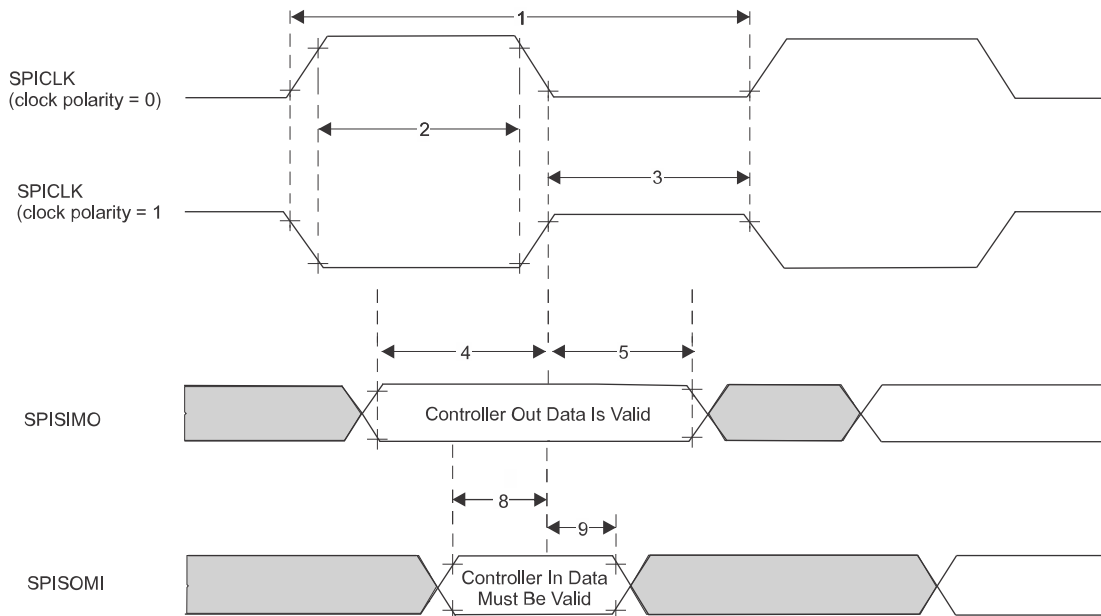 1
SPICLK
(clock polarity = 0)
2
3
SPICLK
(clock polarity = 1
4
5
SPISIMO
Controller Out Data Is Valid
8
9
SPISOMI
Controller In Data
Must Be Valid